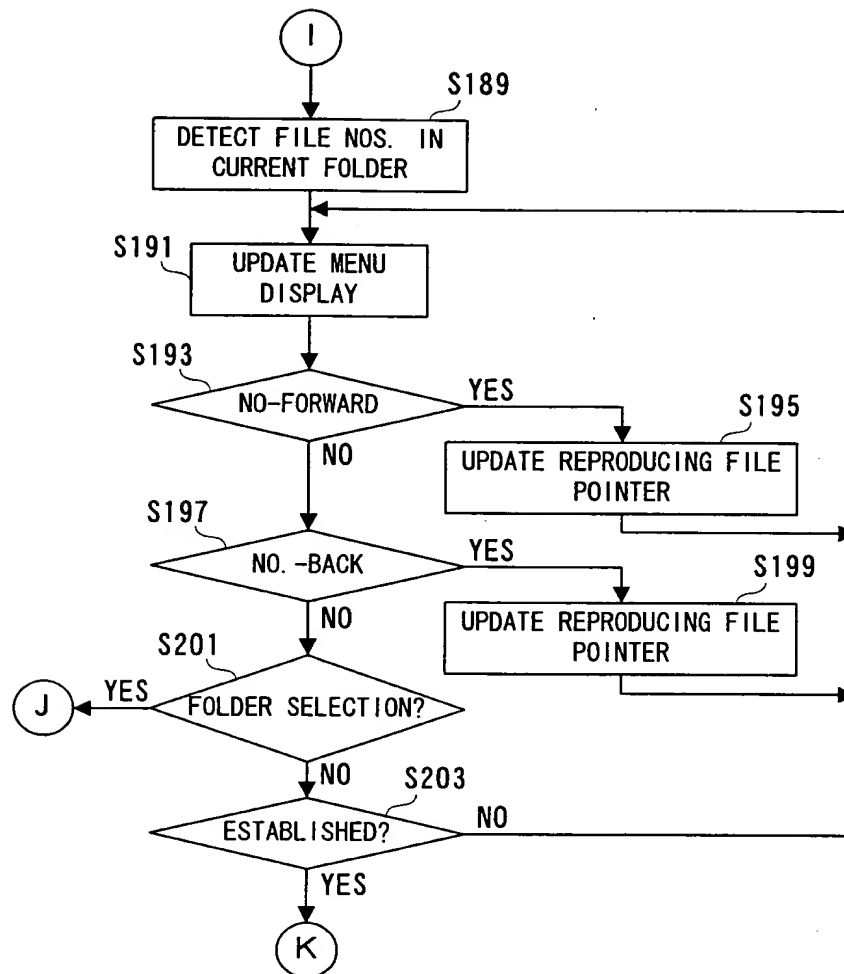 I
S189
DETECT FILE NOS. IN
CURRENT FOLDER
S191
UPDATE MENU
DISPLAY
S193
NO-FORWARD
YES
NO
S195
UPDATE REPRODUCING FILE
POINTER
S197
NO.-BACK
YES
NO
S199
UPDATE REPRODUCING FILE
POINTER
S201
J
YES
FOLDER SELECTION?
NO
S203
ESTABLISHED?
NO
YES
K